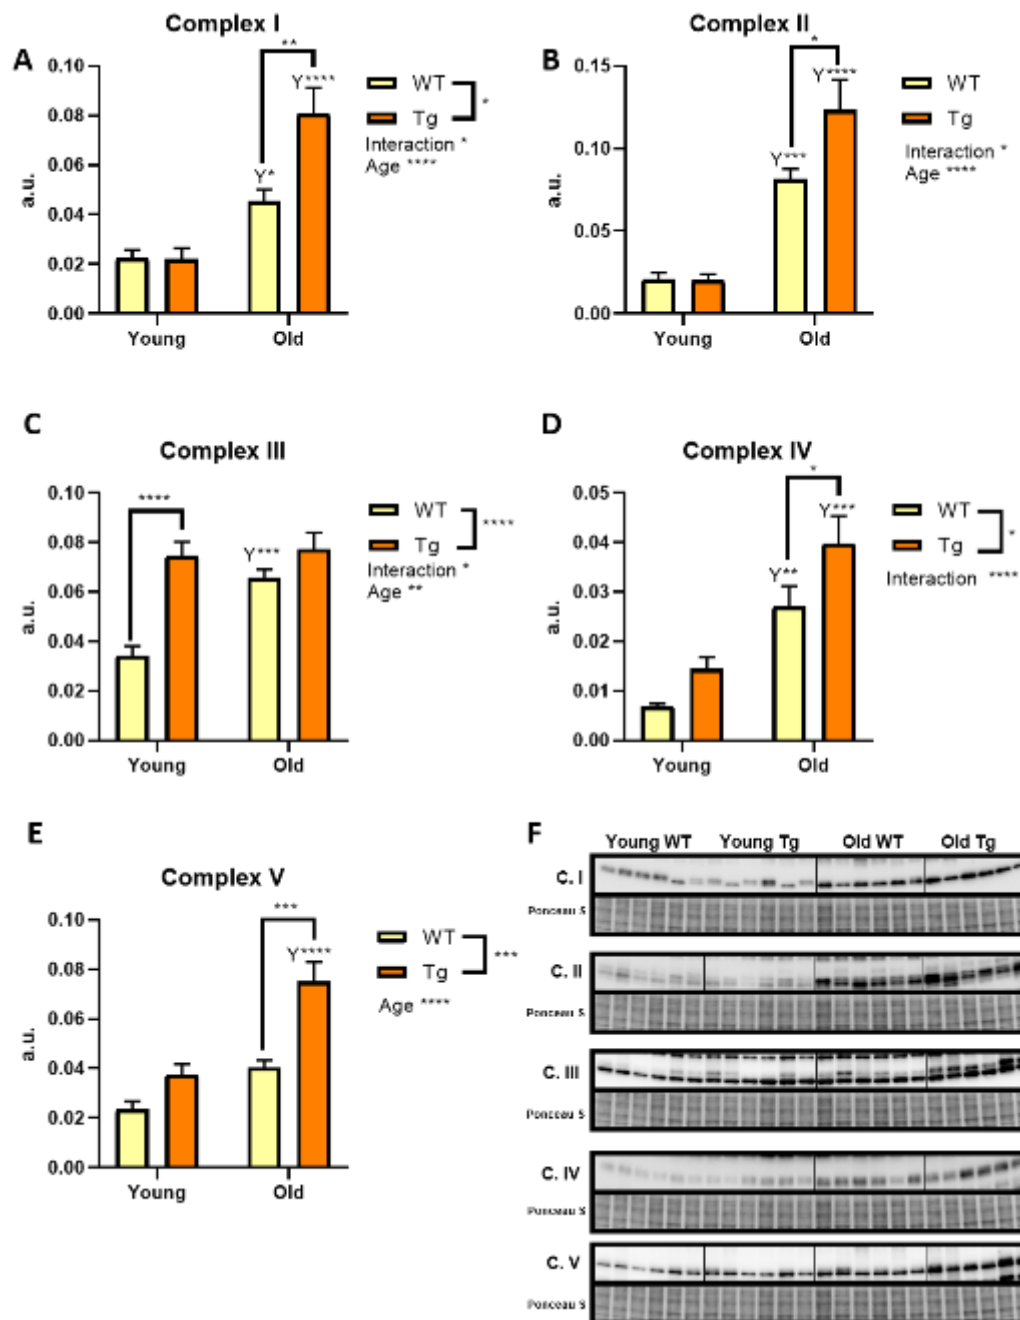 Complex I
A
**
0.10
0.08
0.06
0.04
0.02
0.00
a.u.
Y*
Y****
WT
Tg
*
Interaction *
Age ****
Young
Old
Complex II
B
*
0.15
0.10
0.05
0.00
a.u.
Y***
Y****
WT
Tg
Interaction *
Age ****
Young
Old
C
Complex III
0.10
0.08
0.06
0.04
0.02
0.00
a.u.
****
Y***
WT
Tg
****
Interaction *
Age **
Young
Old
D
Complex IV
*
0.05
0.04
0.03
0.02
0.01
0.00
a.u.
Y**
Y***
WT
Tg
*
Interaction ****
Young
Old
E
Complex V
0.10
0.08
0.06
0.04
0.02
0.00
a.u.
***
Y****
WT
Tg
***
Age ****
Young
Old
F
Young WT Young Tg Old WT Old Tg
C. I
Ponceau S
C. II
Ponceau S
C. III
Ponceau S
C. IV
Ponceau S
C. V
Ponceau S